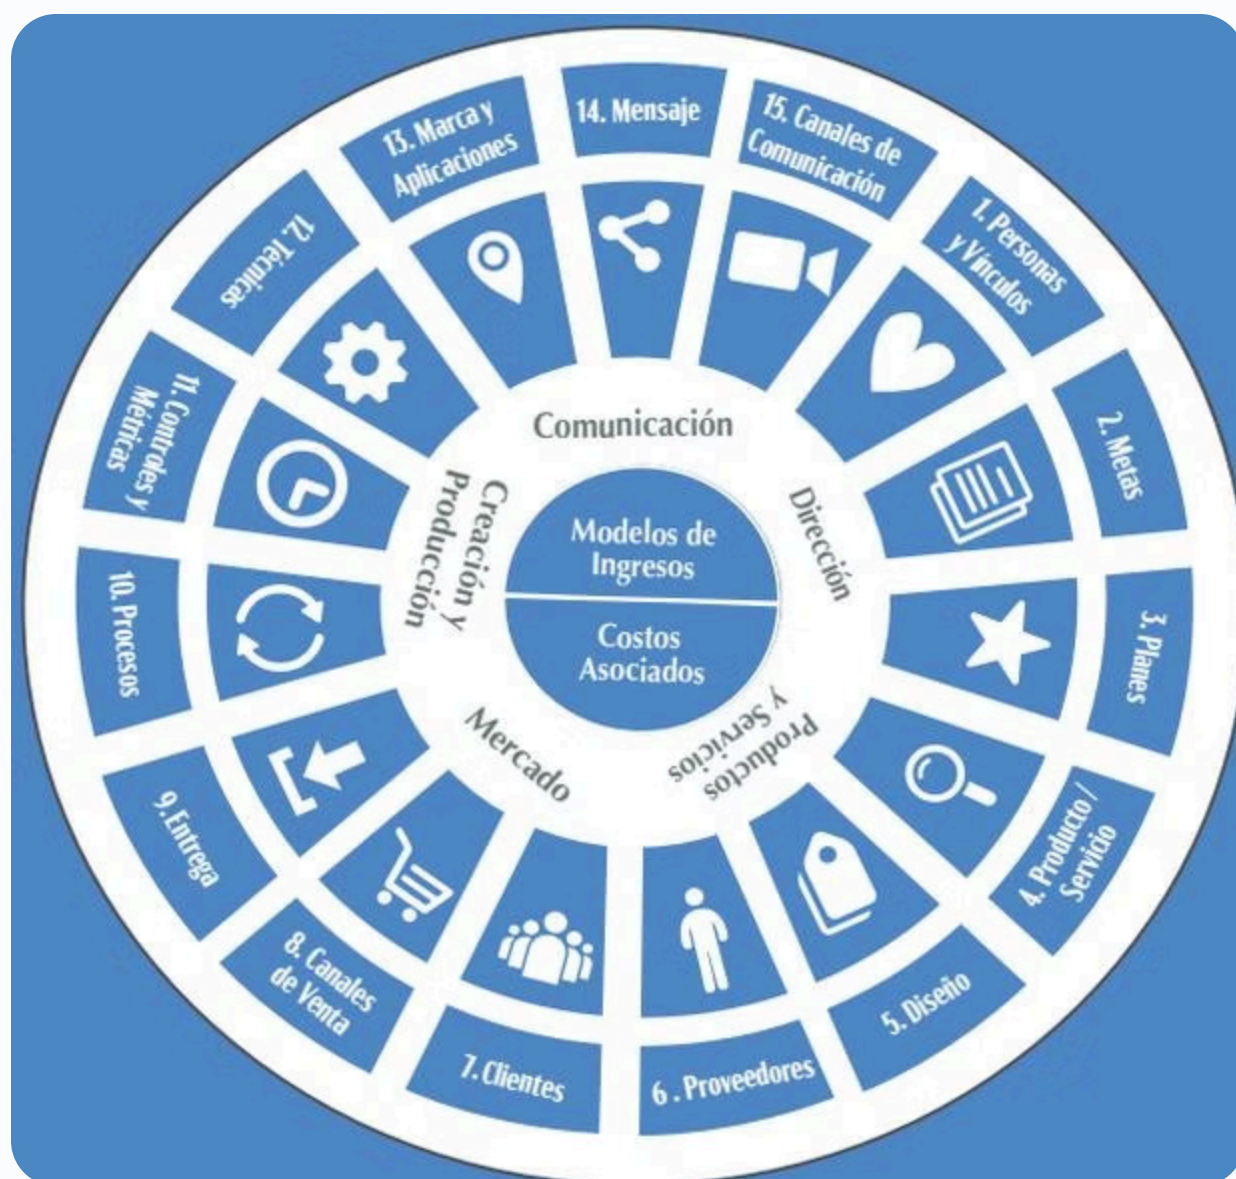 14. Mensaje
15. Canales de
Comunicación
1. Personas
y Vínculos
2. Metas
3. Planes
4. Producto /
Servicio
5. Diseño
6 . Proveedores
7. Clientes
8. Canales
de Venta
9.Entrega
10. Procesos
11. Controles y
Métricas
12. Técnicas
13. Marca y
Aplicaciones
Comunicación
Dirección
Productos
y Servicios
Mercado
Creación y
Producción
Modelos de
Ingresos
Costos
Asociados